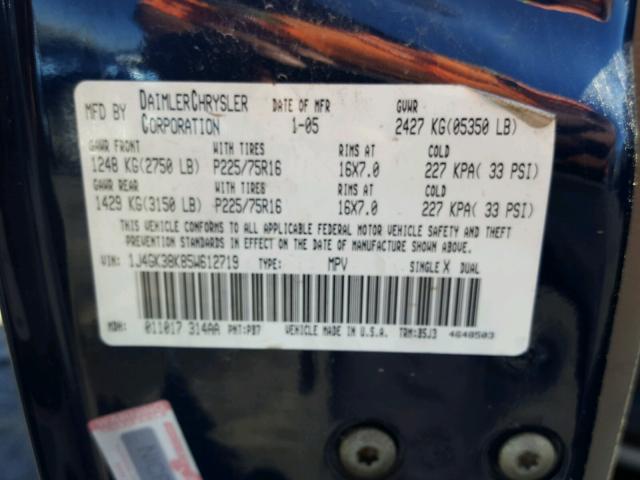 MFD BY DAIMLERCHRYSLER CORPORATION DATE OF MFR 1-05 GVWR 2427 KG(05350 LB)
GAWR FRONT WITH TIRES RIMS AT COLD
1248 KG(2750 LB) P225/75R16 16X7.0 227 KPA( 33 PSI)
GAWR REAR WITH TIRES RIMS AT COLD
1429 KG(3150 LB) P225/75R16 16X7.0 227 KPA( 33 PSI)
THIS VEHICLE CONFORMS TO ALL APPLICABLE FEDERAL MOTOR VEHICLE SAFETY AND THEFT
PREVENTION STANDARDS IN EFFECT ON THE DATE OF MANUFACTURE SHOWN ABOVE.
VIN: 1J4GK38K85W612719 TYPE: MPV SINGLE X DUAL
MDH: 011017 314AA PNT:PB7 VEHICLE MADE IN U.S.A. TRM:B5J3 4648503